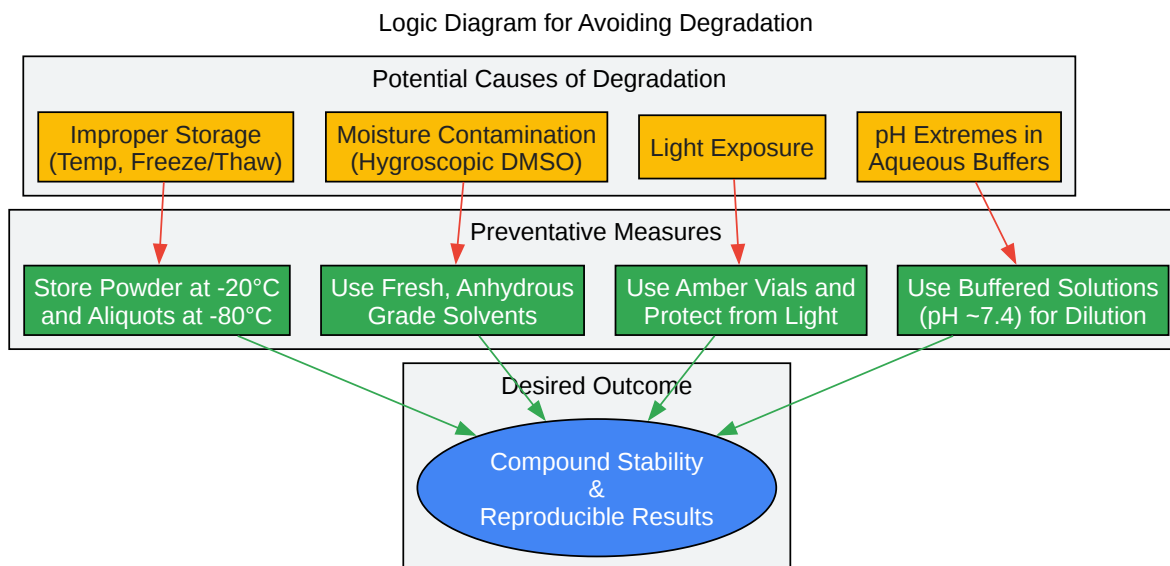 Logic Diagram for Avoiding Degradation
Potential Causes of Degradation
Improper Storage
(Temp, Freeze/Thaw)
Moisture Contamination
(Hygroscopic DMSO)
Light Exposure
pH Extremes in
Aqueous Buffers
Preventative Measures
Store Powder at -20°C
and Aliquots at -80°C
Use Fresh, Anhydrous
Grade Solvents
Use Amber Vials and
Protect from Light
Use Buffered Solutions
(pH ~7.4) for Dilution
Desired Outcome
Compound Stability
&
Reproducible Results